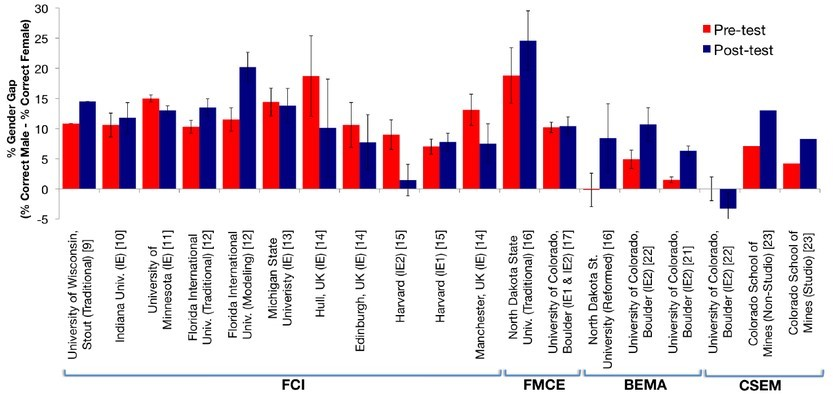 % Gender Gap
(% Correct Male - % Correct Female)
30
25
20
15
10
5
0
-5
Pre-test
Post-test
University of Wisconsin,
Stout (Traditional) [9]
Indiana Univ. (IE) [10]
University of
Minnesota (IE) [11]
Florida International
Univ. (Traditional) [12]
Florida International
Univ. (Modeling) [12]
Michigan State
Univeristy (IE) [13]
Hull, UK (IE) [14]
Edinburgh, UK (IE) [14]
Harvard (IE2) [15]
Harvard (IE1) [15]
Manchester, UK (IE) [14]
North Dakota State
Univ. (Traditional) [16]
University of Colorado,
Boulder (IE1 & IE2) [17]
North Dakota St.
University (Reformed) [16]
University of Colorado,
Boulder (IE2) [22]
University of Colorado,
Boulder (IE2) [21]
University of Colorado,
Boulder (IE2) [22]
Colorado School of
Mines (Non-Studio) [23]
Colorado School of
Mines (Studio) [23]
FCI
FMCE
BEMA
CSEM